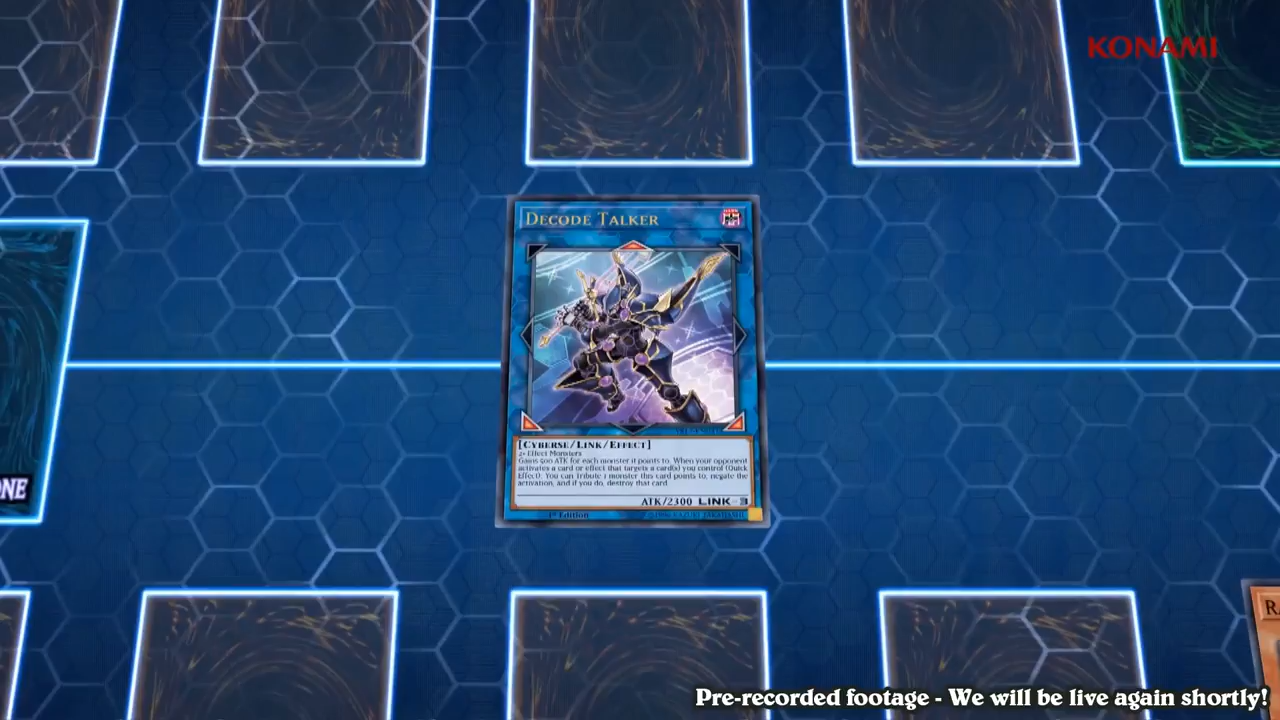 KONAMI
DECODE TALKER
[CYBERSE/LINK/EFFECT]
2+ Effect Monsters
Gains 500 ATK for each monster it points to. When your opponent
activates a card or effect that targets a card(s) you control (Quick
Effect): You can Tribute 1 monster this card points to; negate the
activation, and if you do, destroy that card.
ATK/2300 LINK-3
1st Edition
©1996 KAZUKI TAKAHASHI
ONE
Pre-recorded footage - We will be live again shortly!